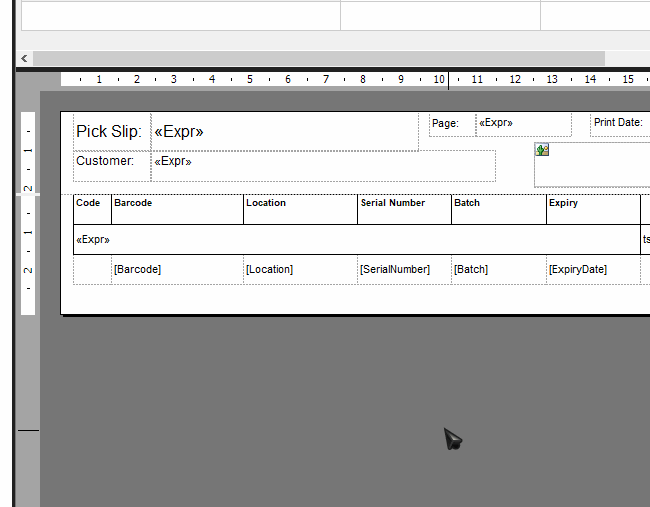 1 2 3 4 5 6 7 8 9 10 11 12 13 14 15
Pick Slip: «Expr» Page: «Expr» Print Date:
Customer: «Expr»
1
2
Code Barcode Location Serial Number Batch Expiry
«Expr» ts
[Barcode] [Location] [SerialNumber] [Batch] [ExpiryDate]
1
2